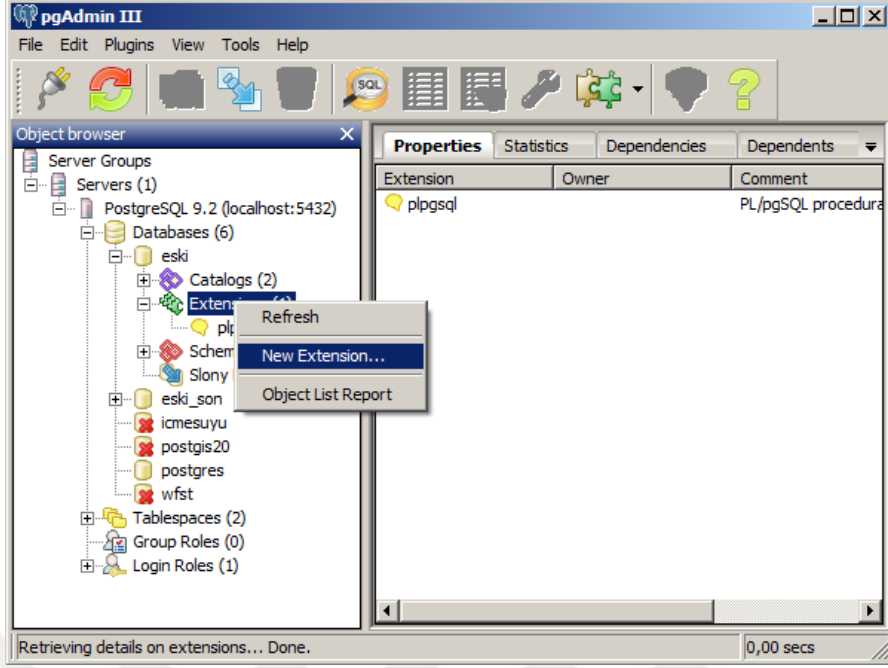 pgAdmin III
File Edit Plugins View Tools Help
SQL
Object browser
Server Groups
Servers (1)
PostgreSQL 9.2 (localhost:5432)
Databases (6)
eski
Catalogs (2)
Extensions (1)
Schem
Slony
eski_son
icmesuyu
postgis20
postgres
wfst
Tablespaces (2)
Group Roles (0)
Login Roles (1)
Refresh
New Extension...
Object List Report
Properties Statistics Dependencies Dependents
Extension Owner Comment
plpgsql PL/pgSQL procedura
Retrieving details on extensions... Done. 0,00 secs